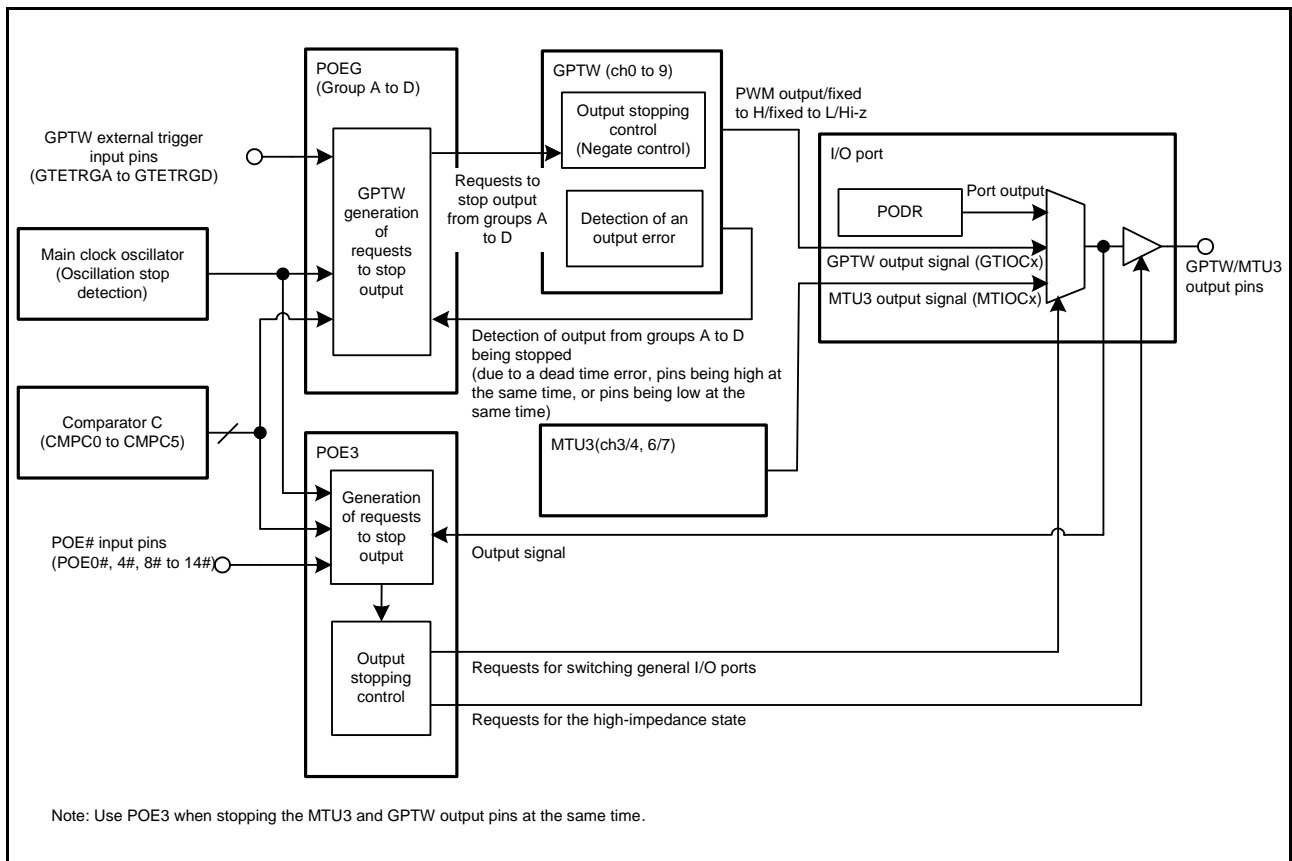 POEG
(Group A to D)
GPTW (ch0 to 9)
PWM output/fixed
to H/fixed to L/Hi-z
Output stopping
control
(Negate control)
GPTW external trigger
input pins
(GTETRGA to GTETRGD)
I/O port
GPTW
generation
of
requests
to stop
output
Requests to
stop output
from groups A
to D
Detection of an
output error
Port output
PODR
Main clock oscillator
(Oscillation stop
detection)
GPTW output signal (GTIOCx)
MTU3 output signal (MTIOCx)
GPTW/MTU3
output pins
Detection of output from groups A to D
being stopped
(due to a dead time error, pins being high at
the same time, or pins being low at the
same time)
Comparator C
(CMPC0 to CMPC5)
MTU3(ch3/4, 6/7)
POE3
Generation
of requests
to stop
output
POE# input pins
(POE0#, 4#, 8# to 14#)
Output signal
Output
stopping
control
Requests for switching general I/O ports
Requests for the high-impedance state
Note: Use POE3 when stopping the MTU3 and GPTW output pins at the same time.